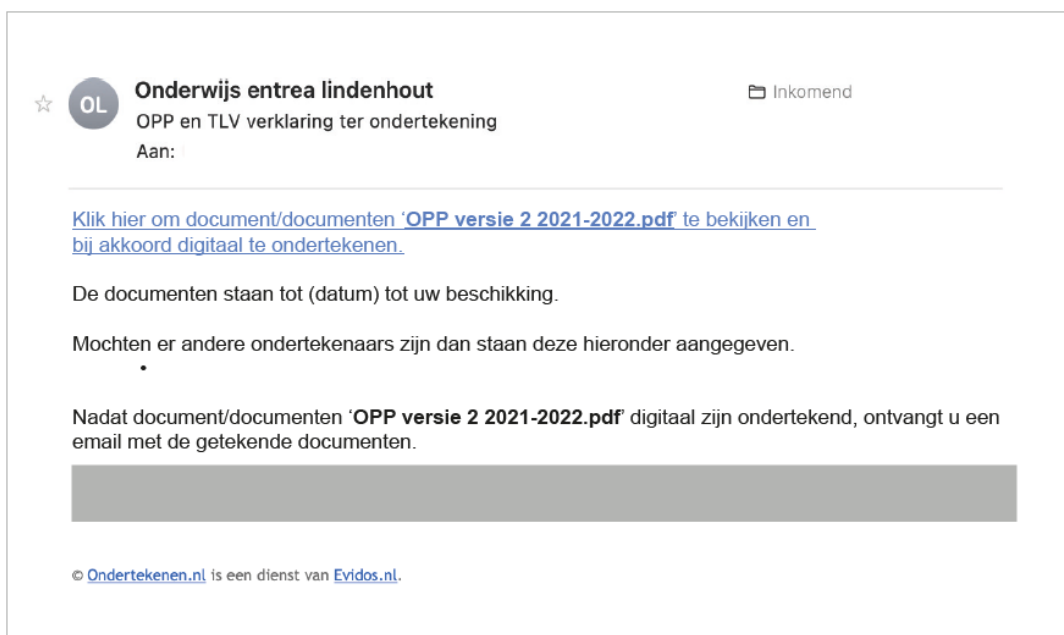 OL
Onderwijs entrea lindenhout
Inkomend
OPP en TLV verklaring ter ondertekening
Aan:
Klik hier om document/documenten ‘OPP versie 2 2021-2022.pdf’ te bekijken en
bij akkoord digitaal te ondertekenen.
De documenten staan tot (datum) tot uw beschikking.
Mochten er andere ondertekenaars zijn dan staan deze hieronder aangegeven.
•
Nadat document/documenten ‘OPP versie 2 2021-2022.pdf’ digitaal zijn ondertekend, ontvangt u een
email met de getekende documenten.
© Ondertekenen.nl is een dienst van Evidos.nl.